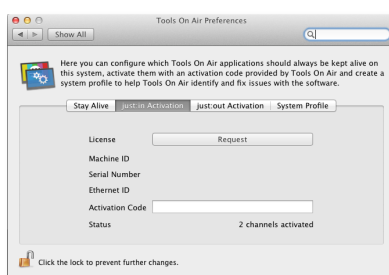 Tools On Air Preferences
Show All
Here you can configure which Tools On Air applications should always be kept alive on
this system, activate them with an activation code provided by Tools On Air and create a
system profile to help Tools On Air identify and fix issues with the software.
Stay Alive just:in Activation just:out Activation System Profile
License Request
Machine ID
Serial Number
Ethernet ID
Activation Code
Status 2 channels activated
Click the lock to prevent further changes.